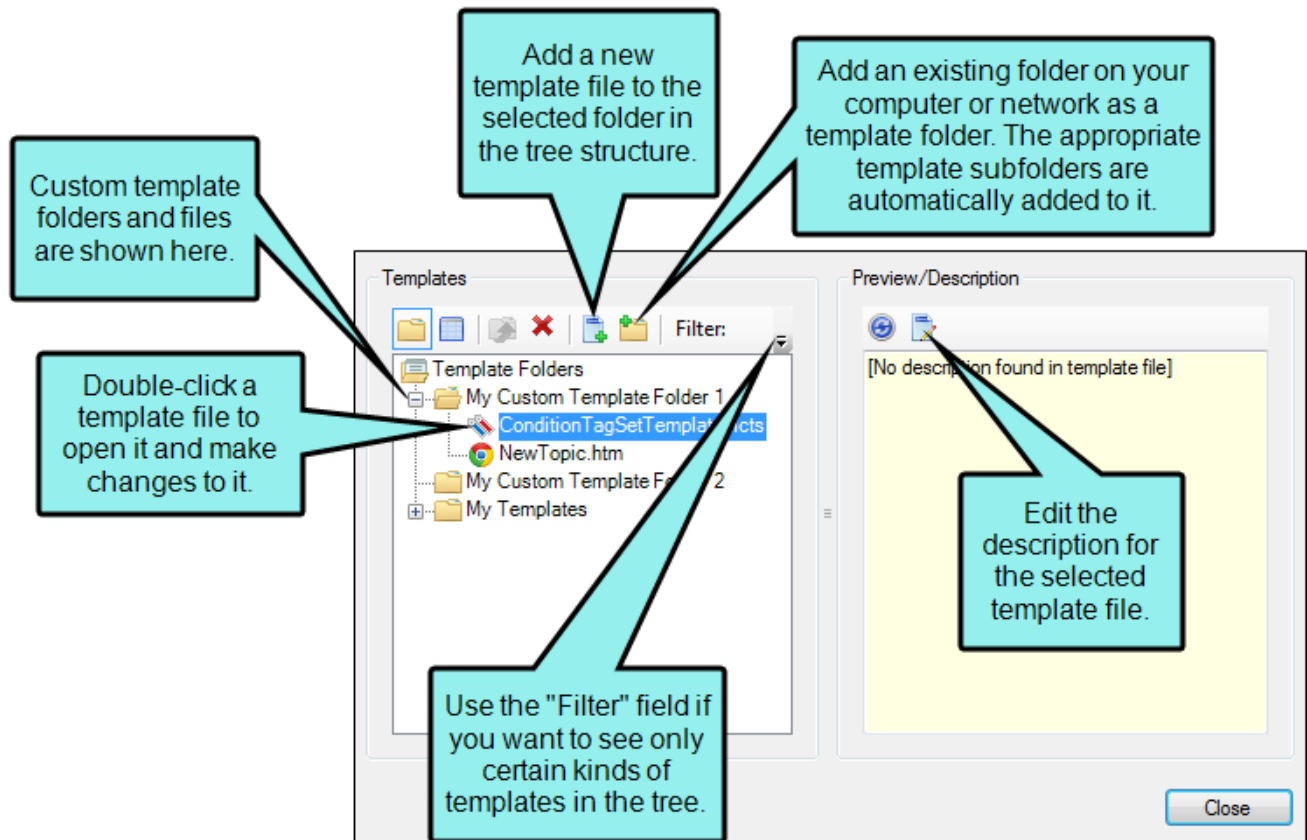 Add a new
template file to the
selected folder in
the tree structure.
Add an existing folder on your
computer or network as a
template folder. The appropriate
template subfolders are
automatically added to it.
Custom template
folders and files
are shown here.
Double-click a
template file to
open it and make
changes to it.
Templates
Filter:
Template Folders
My Custom Template Folder 1
NewTopic.htm
My Custom Template 2
My Templates
Preview/Description
[No description found in template file]
Edit the
description for
the selected
template file.
Use the "Filter" field if
you want to see only
certain kinds of
templates in the tree.
Close